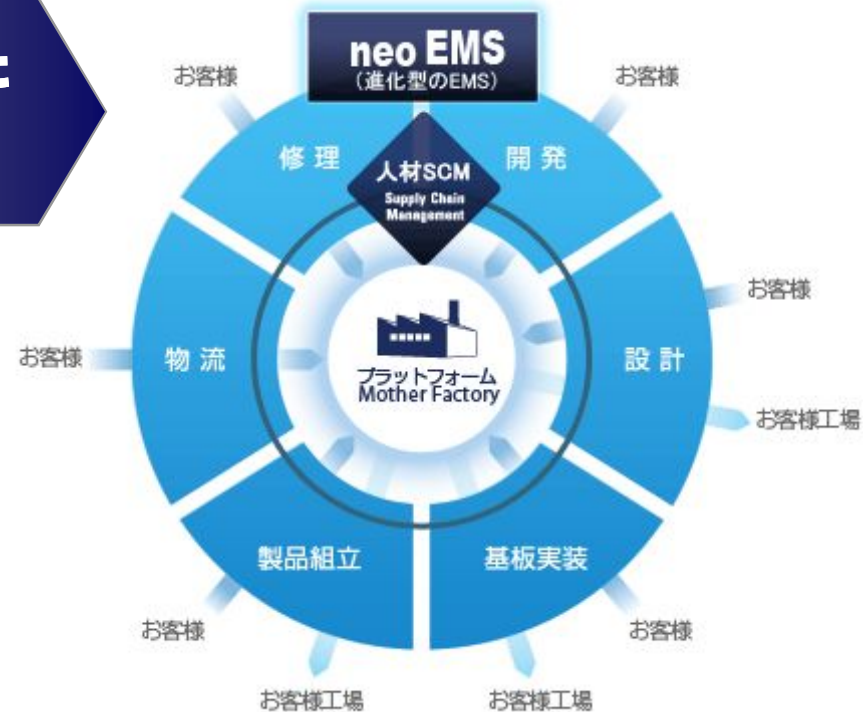 neo EMS
(進化型のEMS)
お客様
お客様
修理
開発
人材SCM
Supply Chain
Management
お客様
お客様
物流
設計
プラットフォーム
Mother Factory
お客様工場
製品組立
基板実装
お客様
お客様
お客様工場
お客様工場